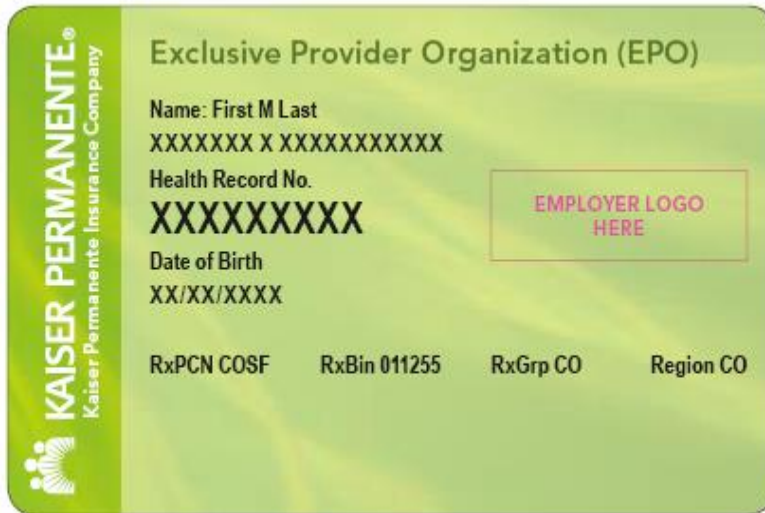 KAISER PERMANENTE®
Kaiser Permanente Insurance Company
Exclusive Provider Organization (EPO)
Name: First M Last
XXXXXXX X XXXXXXXXXXX
Health Record No.
XXXXXXXXX
EMPLOYER LOGO
HERE
Date of Birth
XX/XX/XXXX
RxPCN COSF RxBin 011255 RxGrp CO Region CO